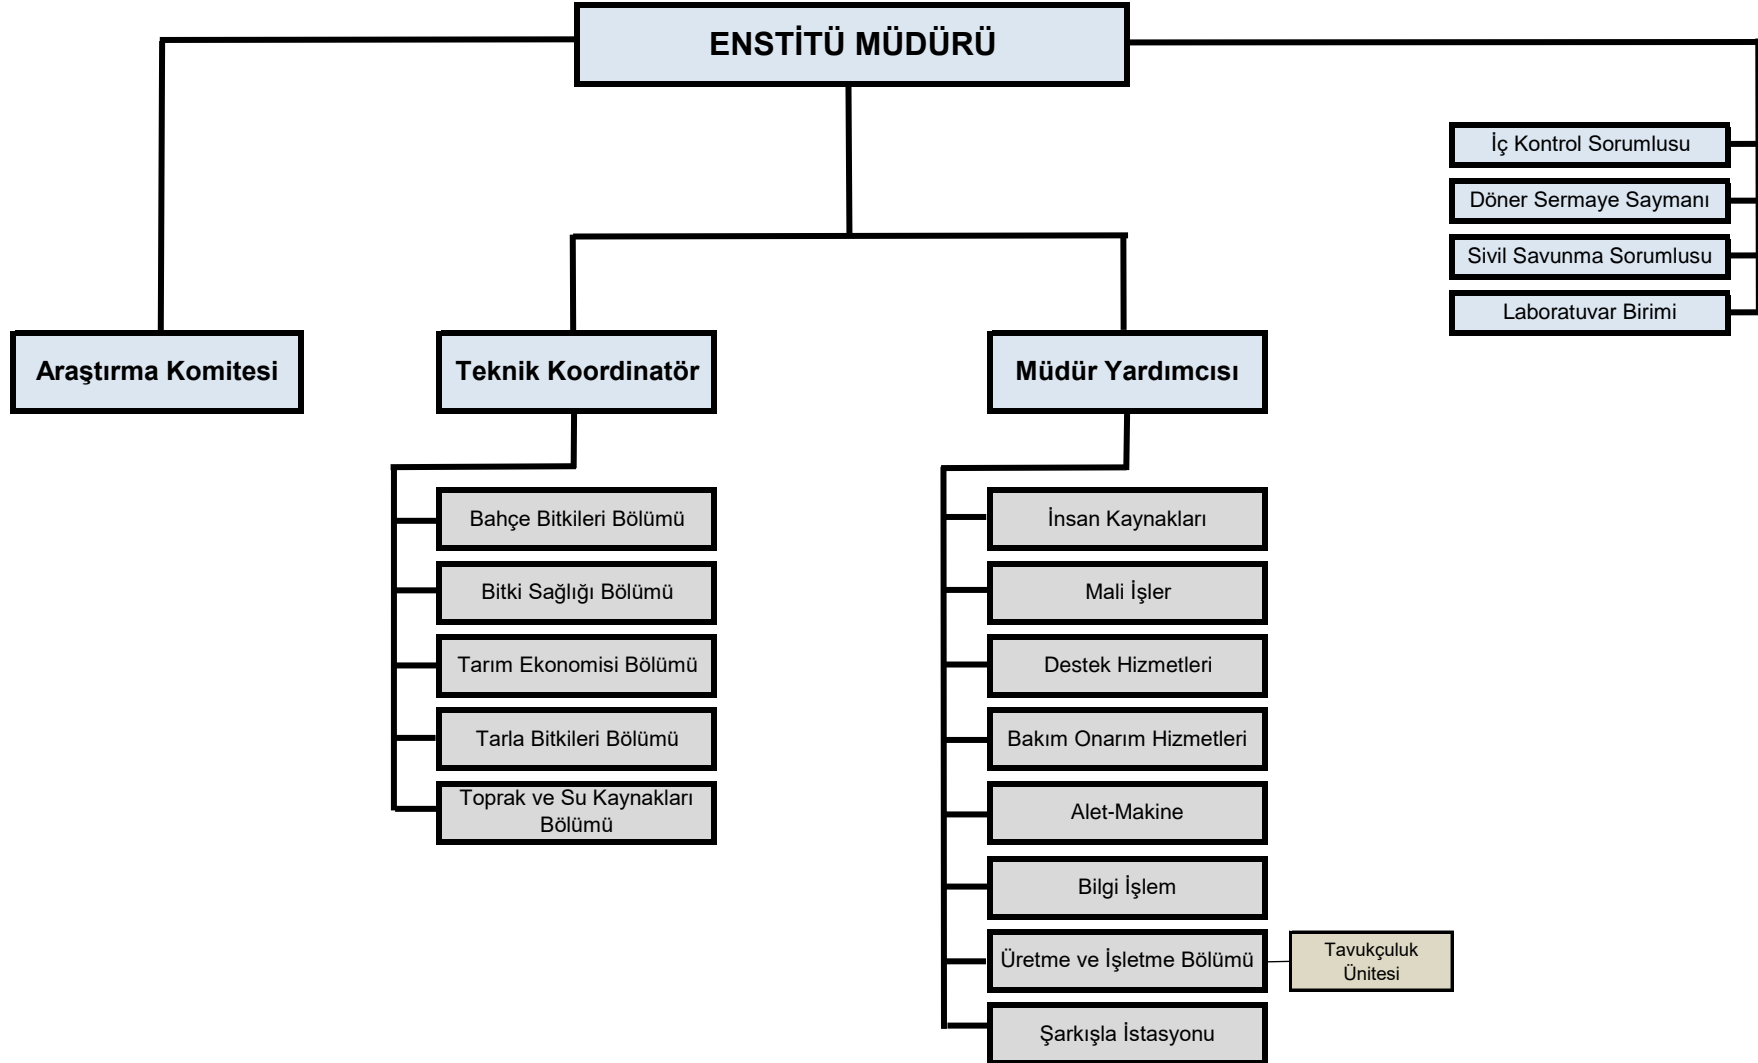 ENSTİTÜ MÜDÜRÜ
İç Kontrol Sorumlusu
Döner Sermaye Saymanı
Sivil Savunma Sorumlusu
Laboratuvar Birimi
Araştırma Komitesi
Teknik Koordinatör
Müdür Yardımcısı
Bahçe Bitkileri Bölümü
Bitki Sağlığı Bölümü
Tarım Ekonomisi Bölümü
Tarla Bitkileri Bölümü
Toprak ve Su Kaynakları
Bölümü
İnsan Kaynakları
Mali İşler
Destek Hizmetleri
Bakım Onarım Hizmetleri
Alet-Makine
Bilgi İşlem
Üretme ve İşletme Bölümü
Tavukçuluk
Ünitesi
Şarkışla İstasyonu